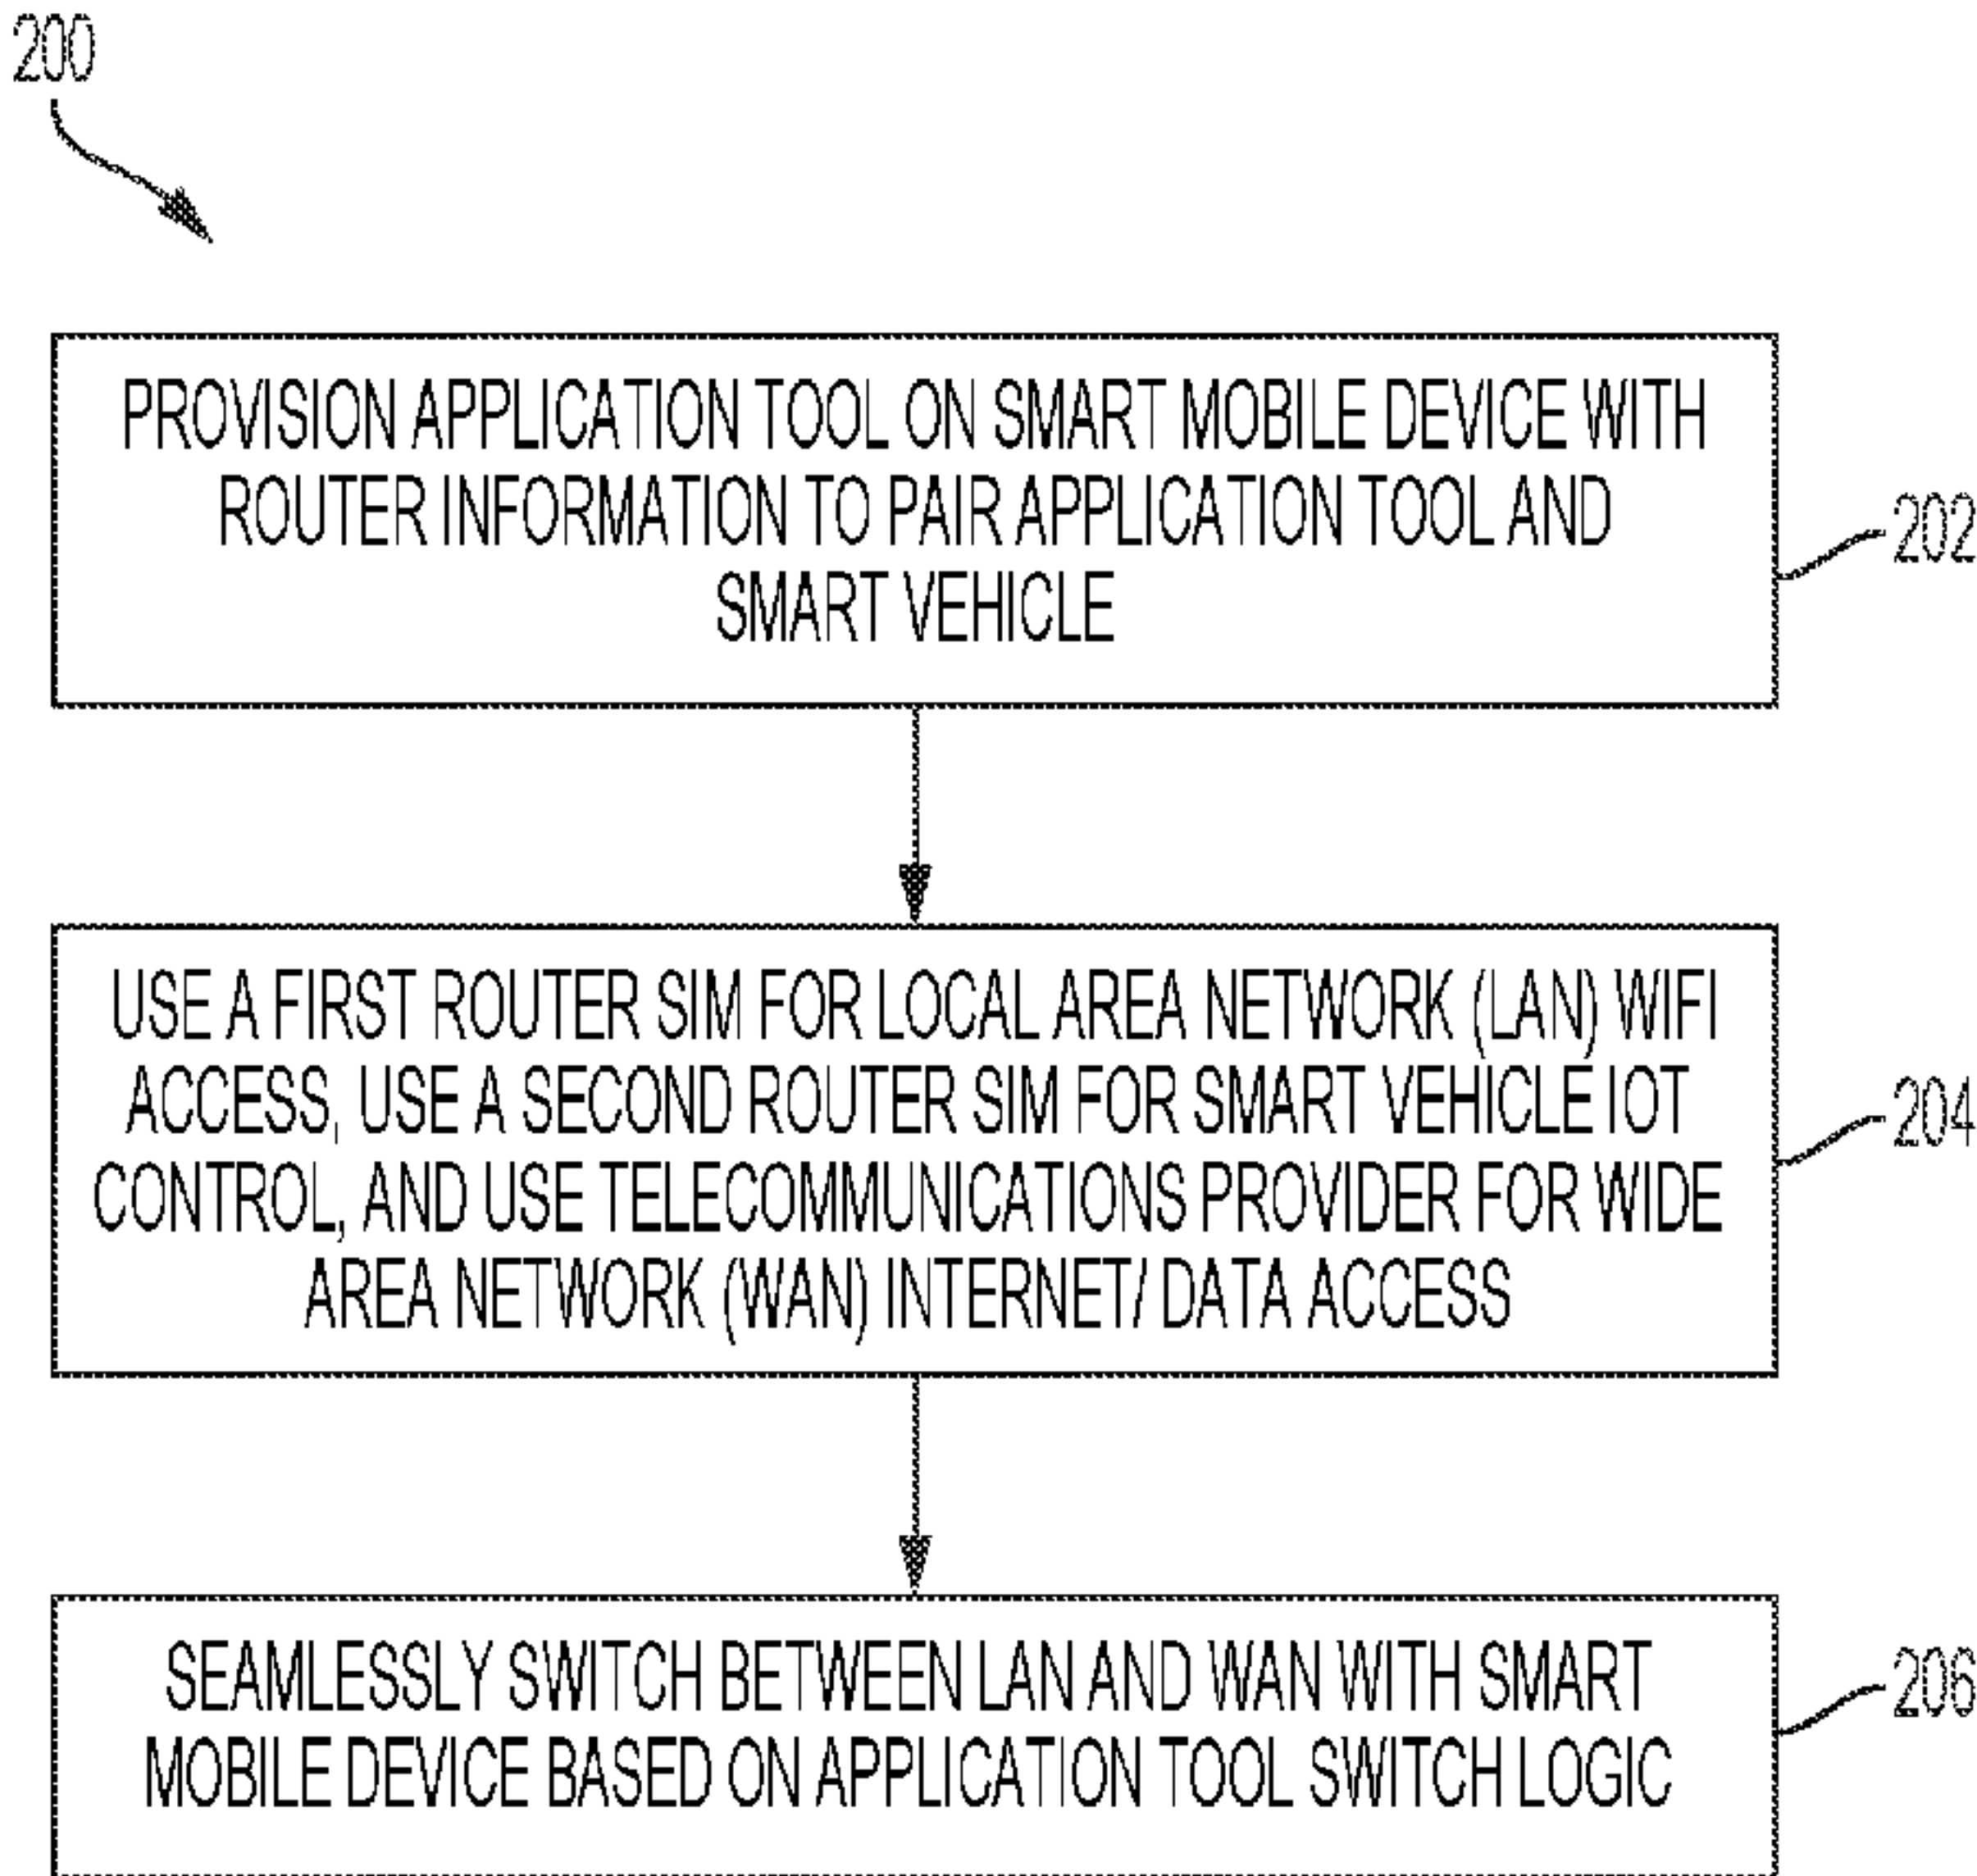 200
PROVISION APPLICATION TOOL ON SMART MOBILE DEVICE WITH
ROUTER INFORMATION TO PAIR APPLICATION TOOL AND
SMART VEHICLE
202
USE A FIRST ROUTER SIM FOR LOCAL AREA NETWORK (LAN) WIFI
ACCESS, USE A SECOND ROUTER SIM FOR SMART VEHICLE IOT
CONTROL, AND USE TELECOMMUNICATIONS PROVIDER FOR WIDE
AREA NETWORK (WAN) INTERNET/ DATA ACCESS
204
SEAMLESSLY SWITCH BETWEEN LAN AND WAN WITH SMART
MOBILE DEVICE BASED ON APPLICATION TOOL SWITCH LOGIC
206